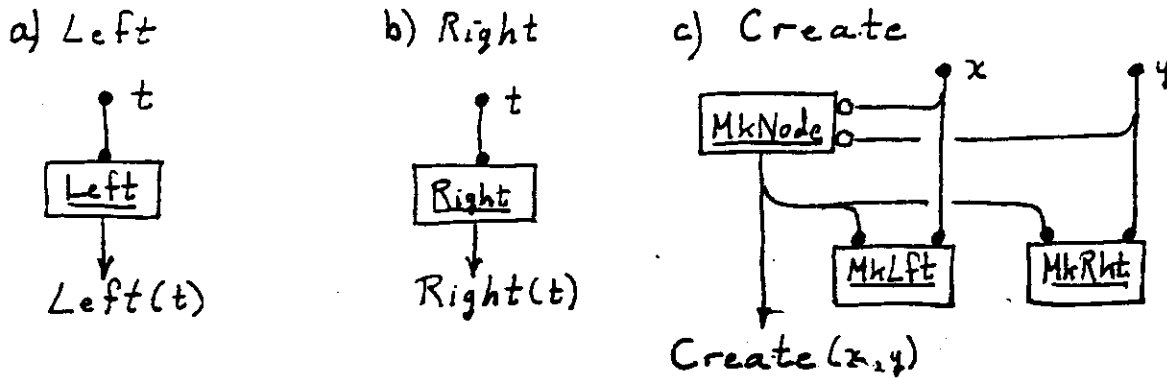 a) Left
t
Left
Left(t)
b) Right
t
Right
Right(t)
c) Create
x
y
MkNode
MkLft
MkRht
Create(x,y)